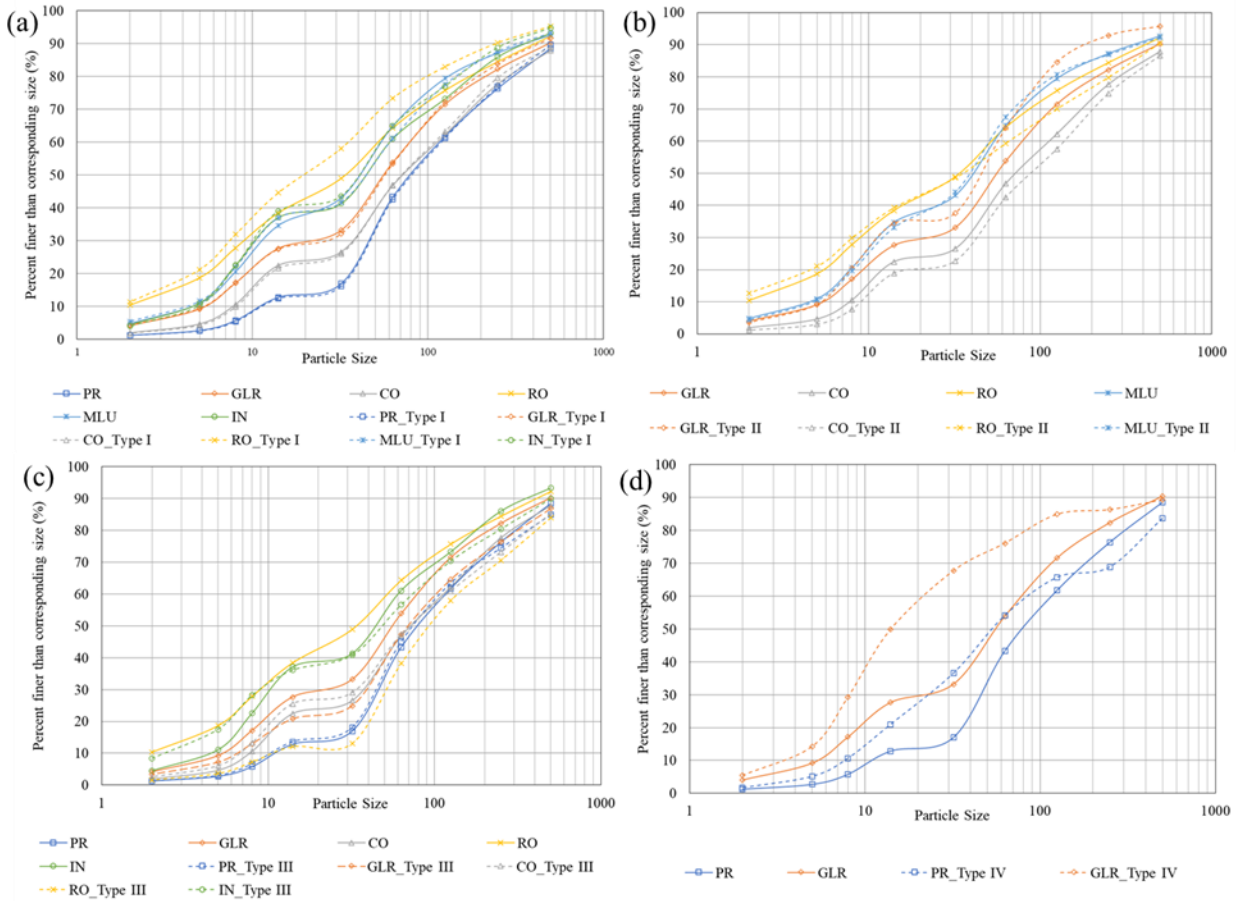 (a)
Percent finer than corresponding size (%)
100
90
80
70
60
50
40
30
20
10
0
1 10 100 1000
Particle Size
PR GLR CO RO
MLU IN PR_Type I GLR_Type I
CO_Type I RO_Type I MLU_Type I IN_Type I
(b)
Percent finer than corresponding size (%)
100
90
80
70
60
50
40
30
20
10
0
1 10 100 1000
Particle Size
GLR CO RO MLU
GLR_Type II CO_Type II RO_Type II MLU_Type II
(c)
Percent finer than corresponding size (%)
100
90
80
70
60
50
40
30
20
10
0
1 10 100 1000
Particle Size
PR GLR CO RO
IN PR_Type III GLR_Type III CO_Type III
RO_Type III IN_Type III
(d)
Percent finer than corresponding size (%)
100
90
80
70
60
50
40
30
20
10
0
1 10 100 1000
Particle Size
PR GLR PR_Type IV GLR_Type IV